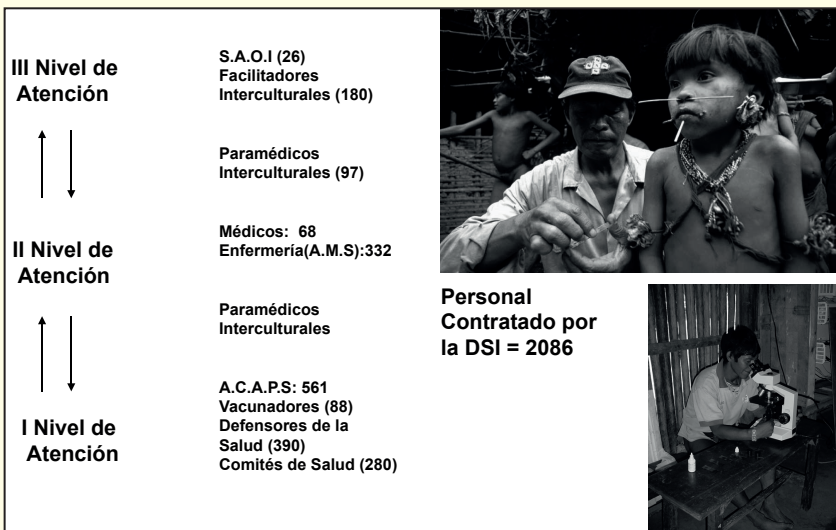 III Nivel de
Atención
S.A.O.I (26)
Facilitadores
Interculturales (180)
Paramédicos
Interculturales (97)
II Nivel de
Atención
Médicos: 68
Enfermería(A.M.S):332
Paramédicos
Interculturales
I Nivel de
Atención
A.C.A.P.S: 561
Vacunadores (88)
Defensores de la
Salud (390)
Comités de Salud (280)
Personal
Contratado por
la DSI = 2086